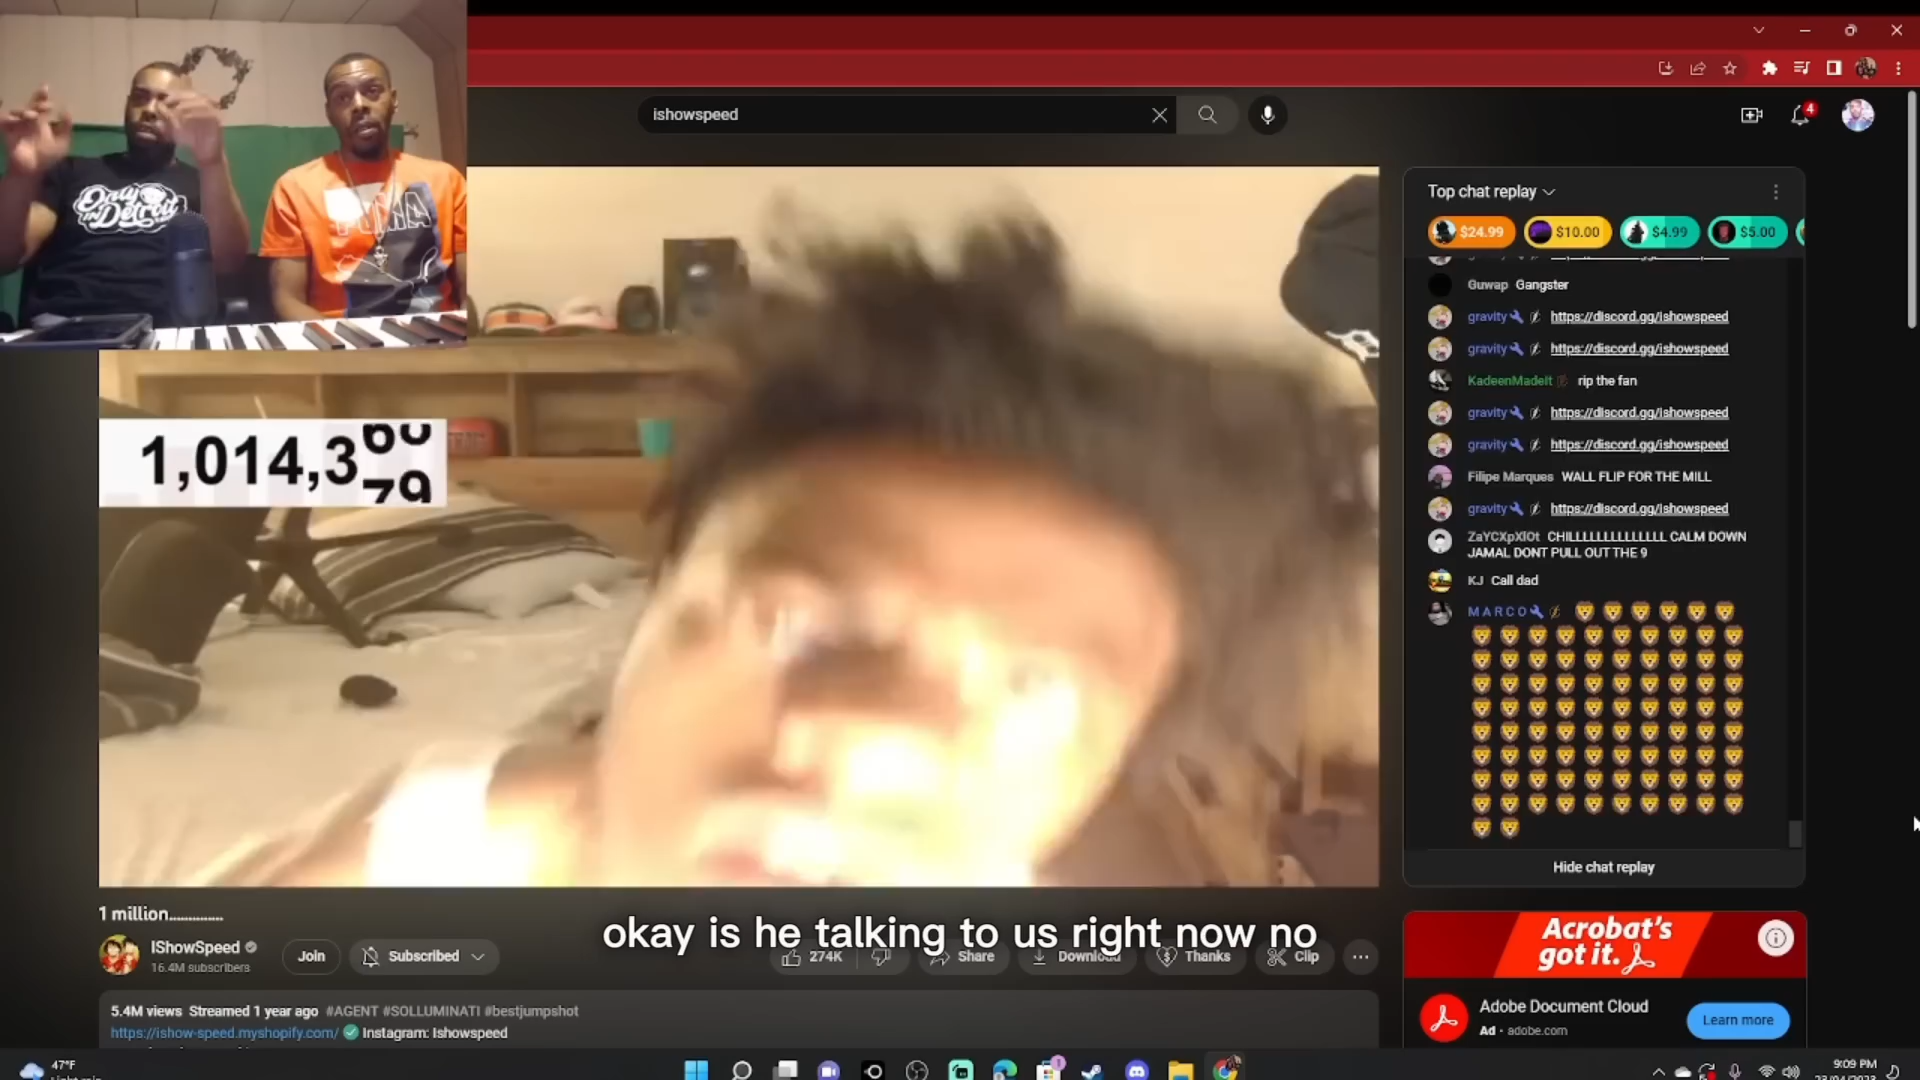 ishowspeed
4
Only
IN Detroit
PUMA
Top chat replay
$24.99
$10.00
$4.99
$5.00
Guwap Gangster
gravity https://discord.gg/ishowspeed
gravity https://discord.gg/ishowspeed
KadeenMadeIt rip the fan
gravity https://discord.gg/ishowspeed
gravity https://discord.gg/ishowspeed
Filipe Marques WALL FLIP FOR THE MILL
gravity https://discord.gg/ishowspeed
CHILLLLLLLLLLLLL CALM DOWN
JAMAL DONT PULL OUT THE 9
KJ Call dad
M A R C O
Hide chat replay
1,014,3
1 million...............
IShowSpeed
16.4M subscribers
Join
Subscribed
okay is he talking to us right now no
274K
Share
Download
Thanks
Clip
5.4M views Streamed 1 year ago #AGENT #SOLLUMINATI #bestjumpshot
https://ishow-speed.myshopify.com/ Instagram: Ishowspeed
Acrobat's
got it.
Adobe Document Cloud
Ad · adobe.com
Learn more
47°F
9:09 PM